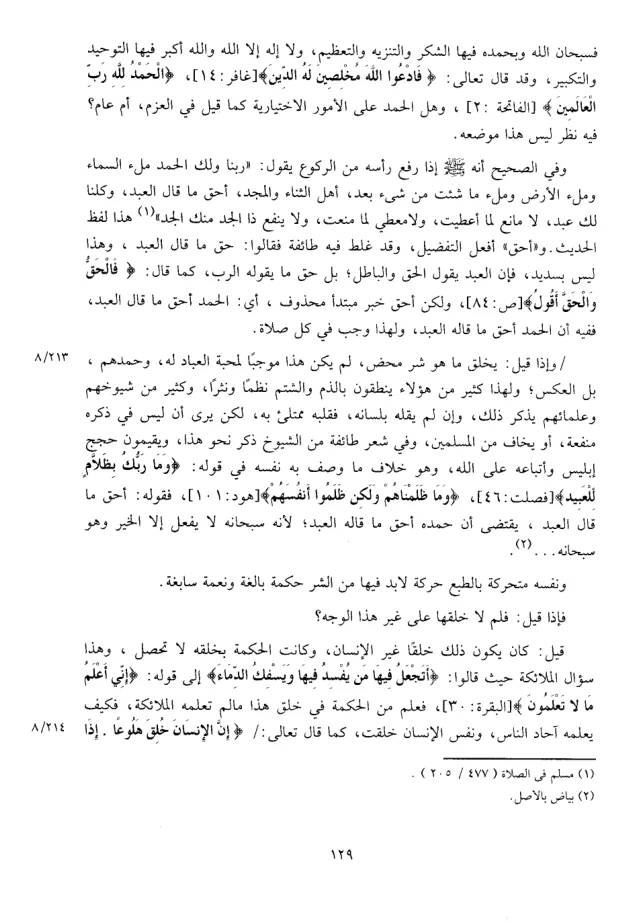 فسبحان الله وبحمده فيها الشكر والتنزيه والتعظيم، ولا إله إلا الله والله أكبر فيها التوحيد
والتكبير، وقد قال تعالى: ﴿ فَادْعُوا اللَّهَ مُخْلِصِينَ لَهُ الدِّينَ﴾[غافر:١٤]، ﴿الْحَمْدُ لِلَّهِ رَبِّ
الْعَالَمِينَ ﴾ [الفاتحة :٢] ، وهل الحمد على الأمور الاختيارية كما قيل في العزم، أم عام؟
فيه نظر ليس هذا موضعه.
وفي الصحيح أنه ﷺ إذا رفع رأسه من الركوع يقول: «ربنا ولك الحمد ملء السماء
وملء الأرض وملء ما شئت من شىء بعد، أهل الثناء والمجد، أحق ما قال العبد، وكلنا
لك عبد، لا مانع لما أعطيت، ولامعطي لما منعت، ولا ينفع ذا الجد منك الجد»(١) هذا لفظ
الحديث. و«أحق» أفعل التفضيل، وقد غلط فيه طائفة فقالوا: حق ما قال العبد ، وهذا
ليس بسديد، فإن العبد يقول الحق والباطل؛ بل حق ما يقوله الرب، كما قال: ﴿ فَالْحَقُّ
وَالْحَقَّ أَقُولُ﴾[ص:٨٤]، ولكن أحق خبر مبتدأ محذوف ، أي: الحمد أحق ما قال العبد،
ففيه أن الحمد أحق ما قاله العبد، ولهذا وجب في كل صلاة.
/ وإذا قيل: يخلق ما هو شر محض، لم يكن هذا موجبًا لمحبة العباد له، وحمدهم ، ٨/٢١٣
بل العكس؛ ولهذا كثير من هؤلاء ينطقون بالذم والشتم نظمًا ونثرًا، وكثير من شيوخهم
وعلمائهم يذكر ذلك، وإن لم يقله بلسانه، فقلبه ممتلئ به، لكن يرى أن ليس في ذكره
منفعة، أو يخاف من المسلمين، وفي شعر طائفة من الشيوخ ذكر نحو هذا، ويقيمون حجج
إبليس وأتباعه على الله، وهو خلاف ما وصف به نفسه في قوله: ﴿وَمَا رَبُّكَ بِظَلاَّمٍ
لِّلْعَبِيدِ﴾[فصلت:٤٦]، ﴿وَمَا ظَلَمْنَاهُمْ وَلَكِن ظَلَمُوا أَنفُسَهُمْ﴾[هود:١٠١]، فقوله: أحق ما
قال العبد ، يقتضى أن حمده أحق ما قاله العبد؛ لأنه سبحانه لا يفعل إلا الخير وهو
سبحانه...(٢).
ونفسه متحركة بالطبع حركة لابد فيها من الشر حكمة بالغة ونعمة سابغة.
فإذا قيل: فلم لا خلقها على غير هذا الوجه؟
قيل: كان يكون ذلك خلقًا غير الإنسان، وكانت الحكمة بخلقه لا تحصل ، وهذا
سؤال الملائكة حيث قالوا: ﴿أَتَجْعَلُ فِيهَا مَن يُفْسِدُ فِيهَا وَيَسْفِكُ الدِّمَاءَ﴾ إلى قوله: ﴿إِنِّي أَعْلَمُ
مَا لا تَعْلَمُونَ ﴾[البقرة:٣٠]، فعلم من الحكمة في خلق هذا مالم تعلمه الملائكة، فكيف
يعلمه آحاد الناس، ونفس الإنسان خلقت، كما قال تعالى:/ ﴿ إِنَّ الإِنسَانَ خُلِقَ هَلُوعًا . إِذَا ٨/٢١٤
(١) مسلم فى الصلاة ( ٤٧٧ / ٢٠٥ ) .
(٢) بياض بالأصل.
١٢٩